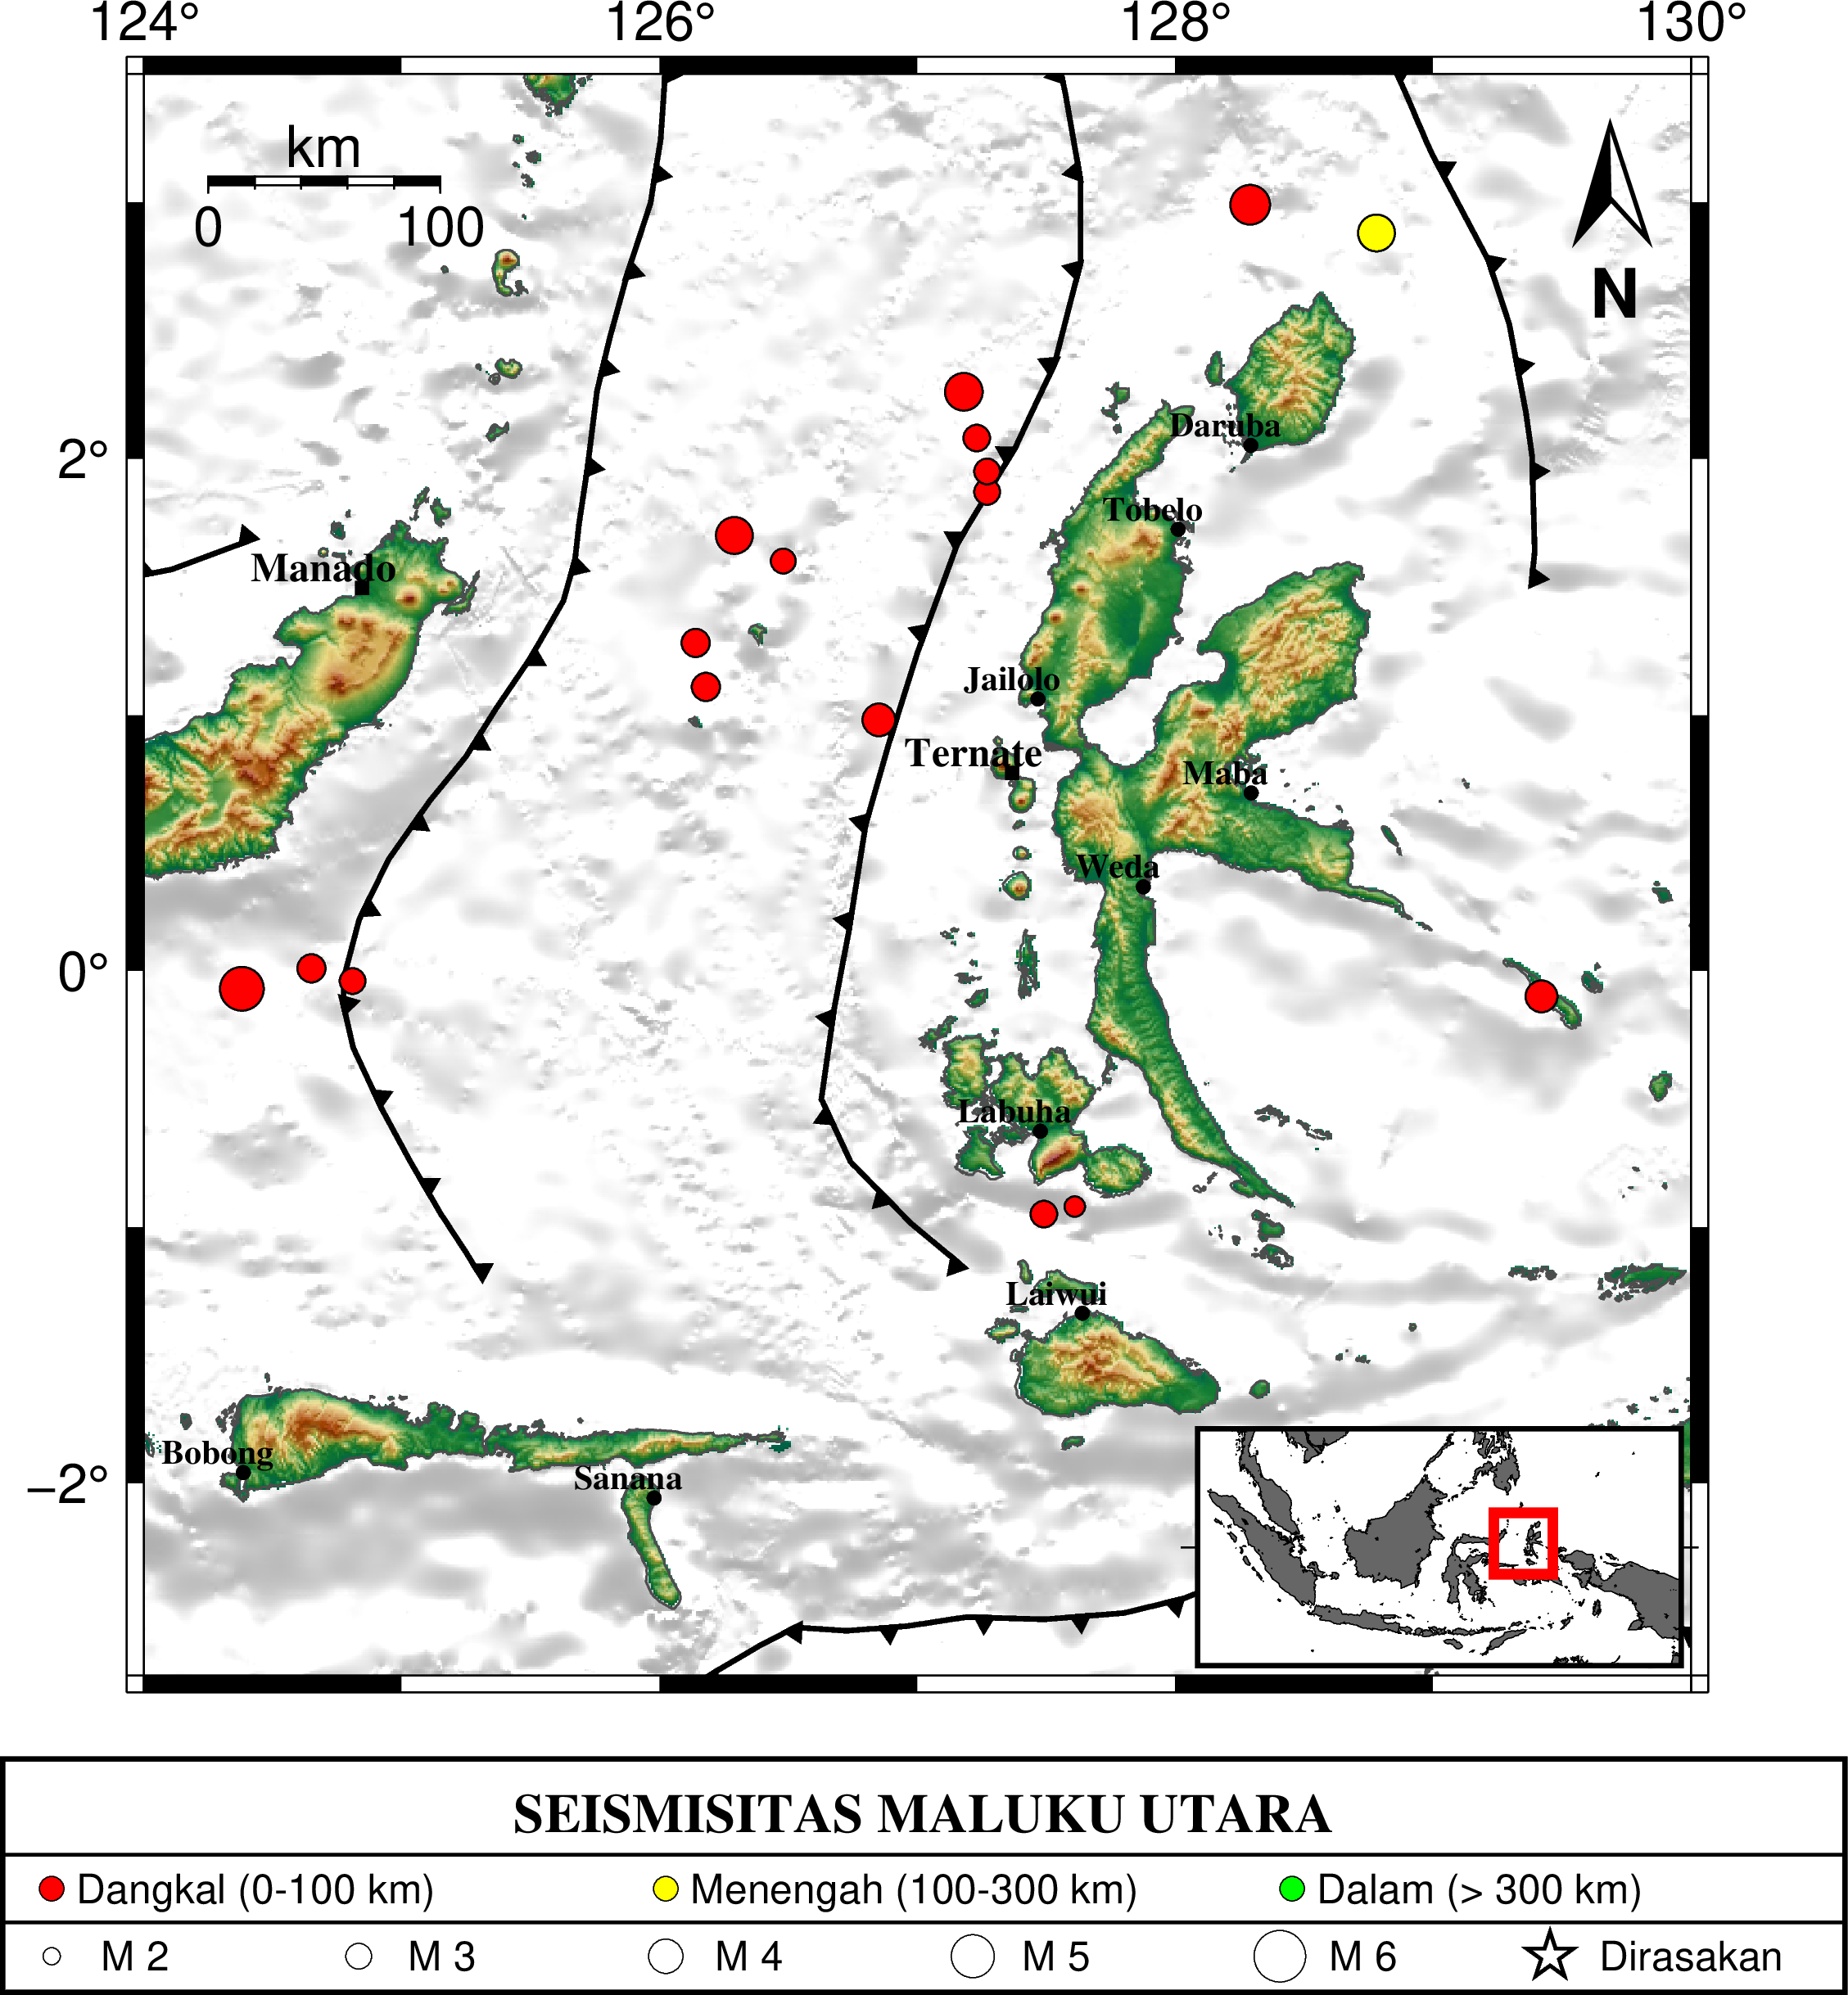 124° 126° 128° 130°
km
0 100
N
2°
0°
−2°
Daruba
Tobelo
Manado
Jailolo
Ternate
Maba
Weda
Labuha
Laiwui
Bobong
Sanana
SEISMISITAS MALUKU UTARA
Dangkal (0-100 km) Menengah (100-300 km) Dalam (> 300 km)
M 2 M 3 M 4 M 5 M 6 Dirasakan